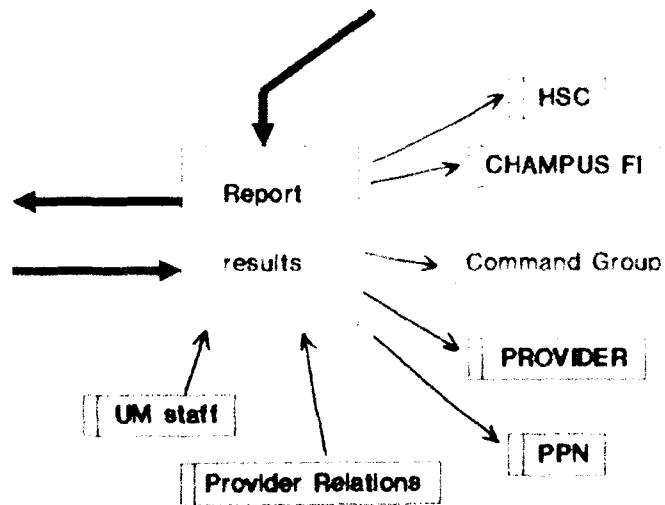 HSC
CHAMPUS FI
Report
results
Command Group
PROVIDER
UM staff
PPN
Provider Relations